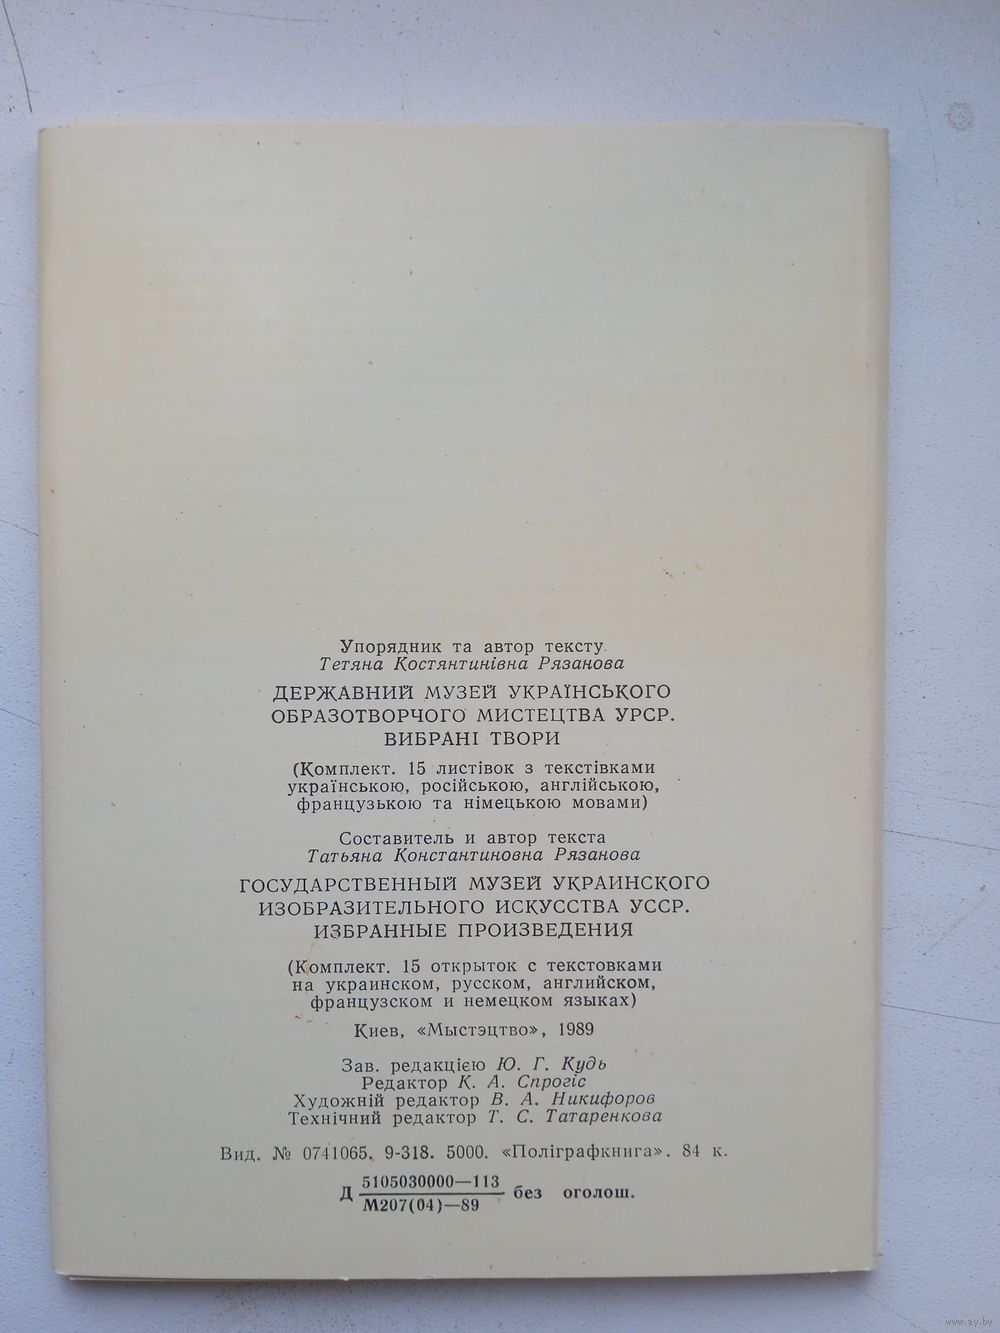 Упорядник та автор тексту
Тетяна Костянтинівна Рязанова
ДЕРЖАВНИЙ МУЗЕЙ УКРАЇНСЬКОГО
ОБРАЗОТВОРЧОГО МИСТЕЦТВА УРСР.
ВИБРАНІ ТВОРИ
(Комплект. 15 листівок з текстівками
українською, російською, англійською,
французькою та німецькою мовами)
Составитель и автор текста
Татьяна Константиновна Рязанова
ГОСУДАРСТВЕННЫЙ МУЗЕЙ УКРАИНСКОГО
ИЗОБРАЗИТЕЛЬНОГО ИСКУССТВА УССР.
ИЗБРАННЫЕ ПРОИЗВЕДЕНИЯ
(Комплект. 15 открыток с текстовками
на украинском, русском, английском,
французском и немецком языках)
Киев, «Мыстэцтво», 1989
Зав. редакцією Ю. Г. Кудь
Редактор К. А. Спрогіс
Художній редактор В. А. Никифоров
Технічний редактор Т. С. Татаренкова
Вид. № 0741065. 9-318. 5000. «Поліграфкнига». 84 к.
Д 5105030000—113 без оголош.
М207(04)—89
www.ay.by